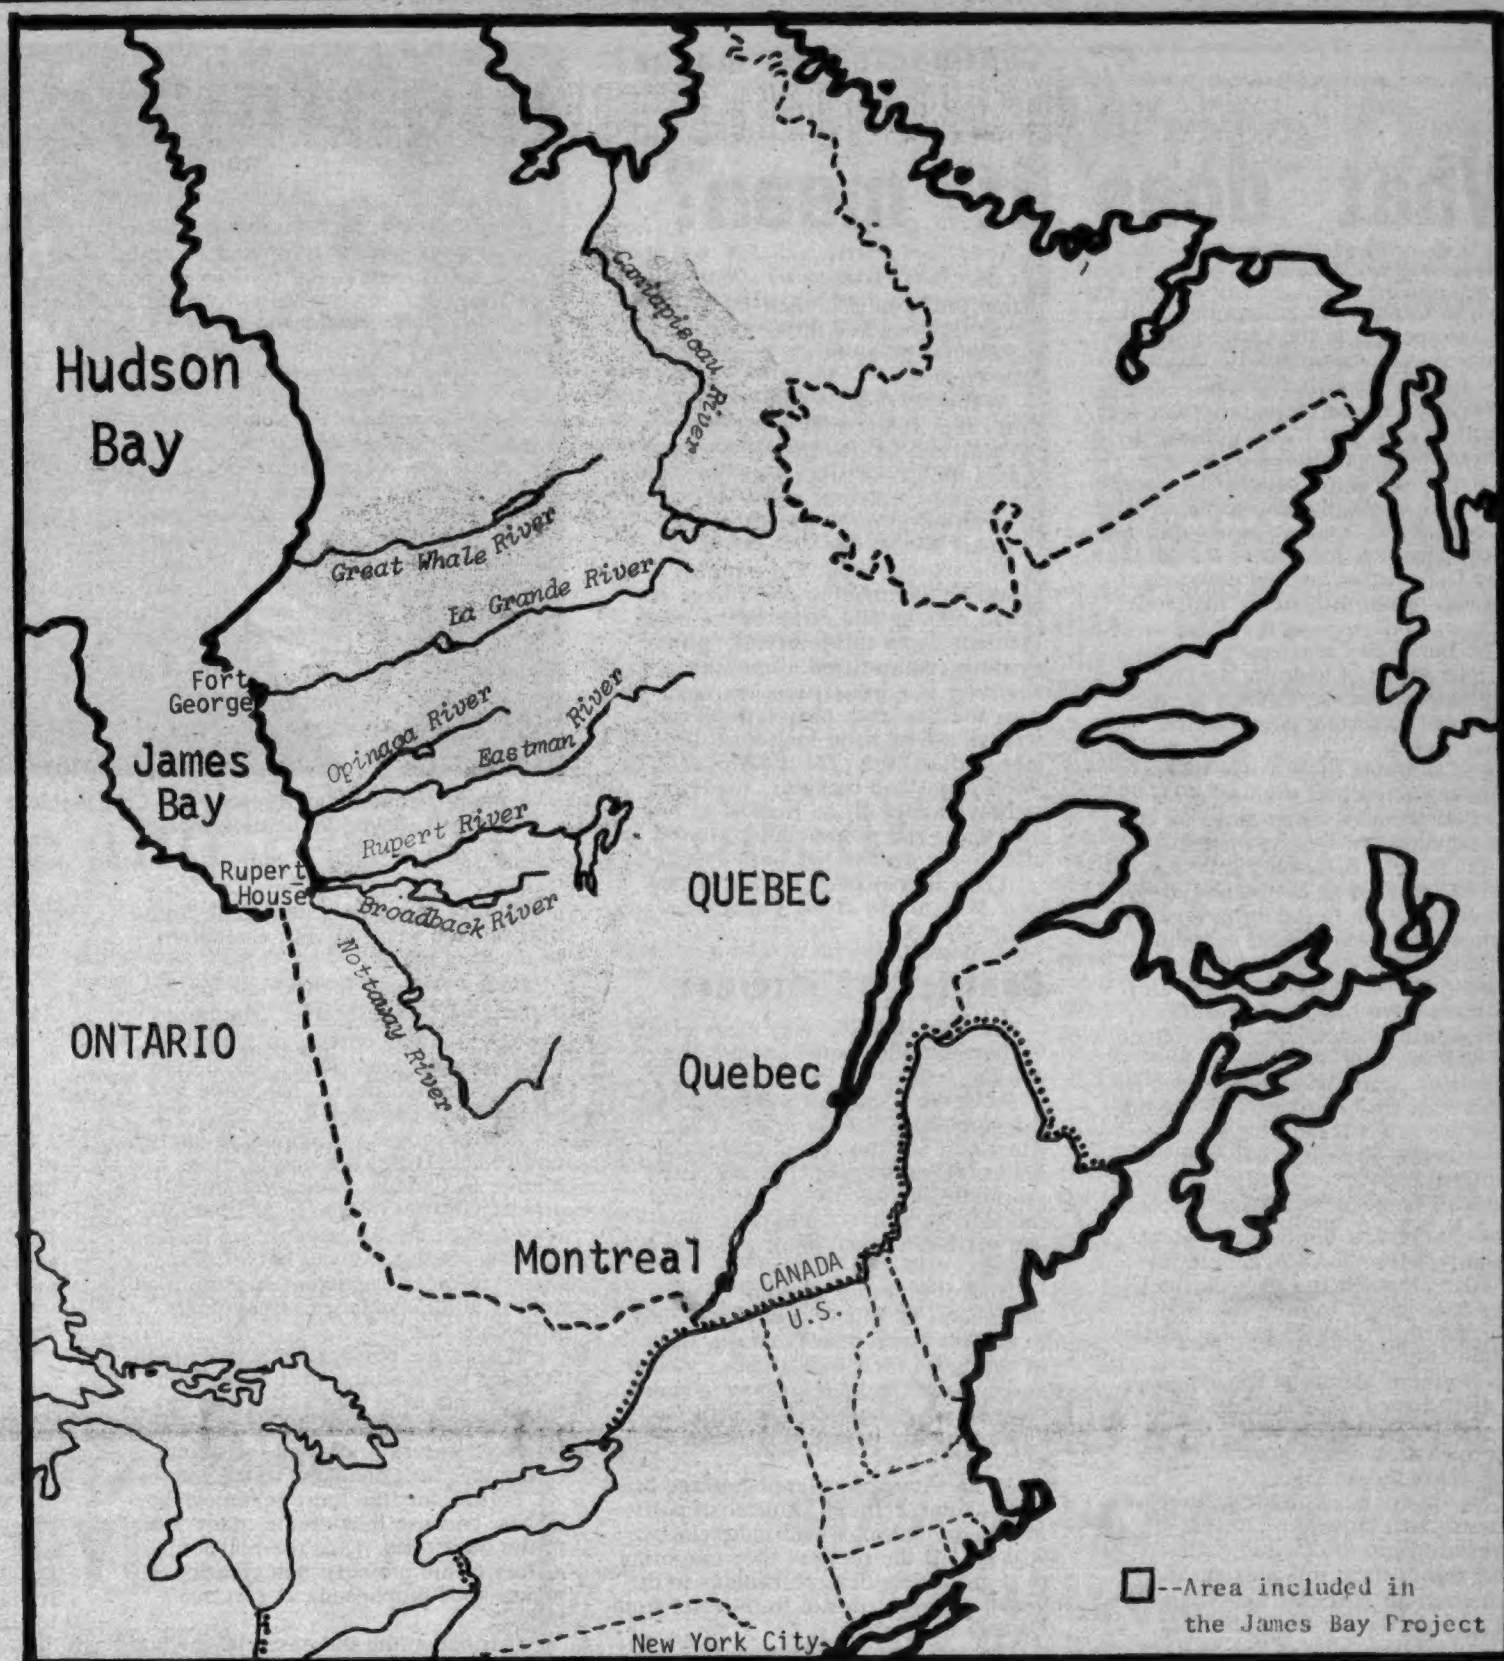 Caniapiscau River
Hudson
Bay
Great Whale River
La Grande River
Fort
George
Opinaca River
Eastman River
James
Bay
Rupert River
Rupert
House
Broadback River
QUEBEC
Nottaway River
ONTARIO
Quebec
Montreal
CANADA
U.S.
--Area included in
the James Bay Project
New York City